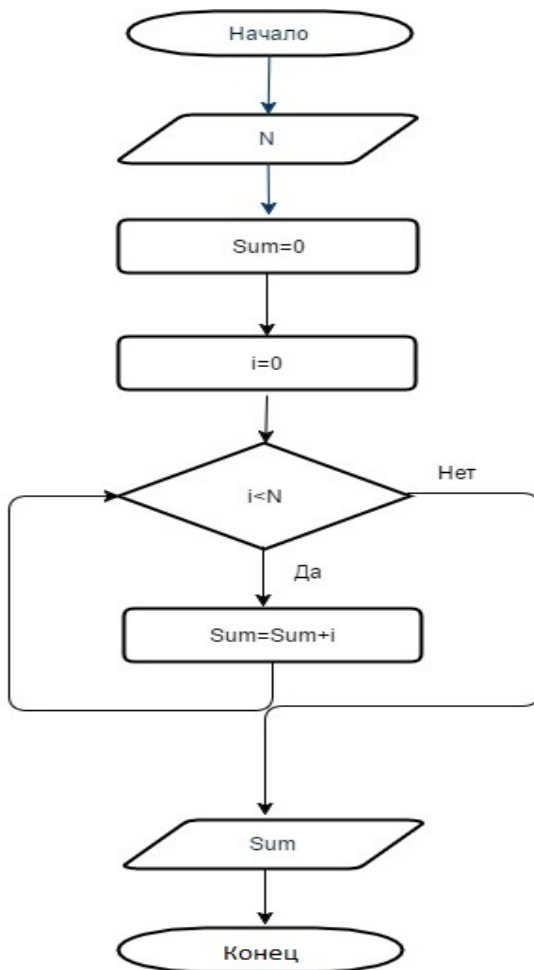 Начало
N
Sum=0
i=0
i<N
Нет
Да
Sum=Sum+i
Sum
Конец